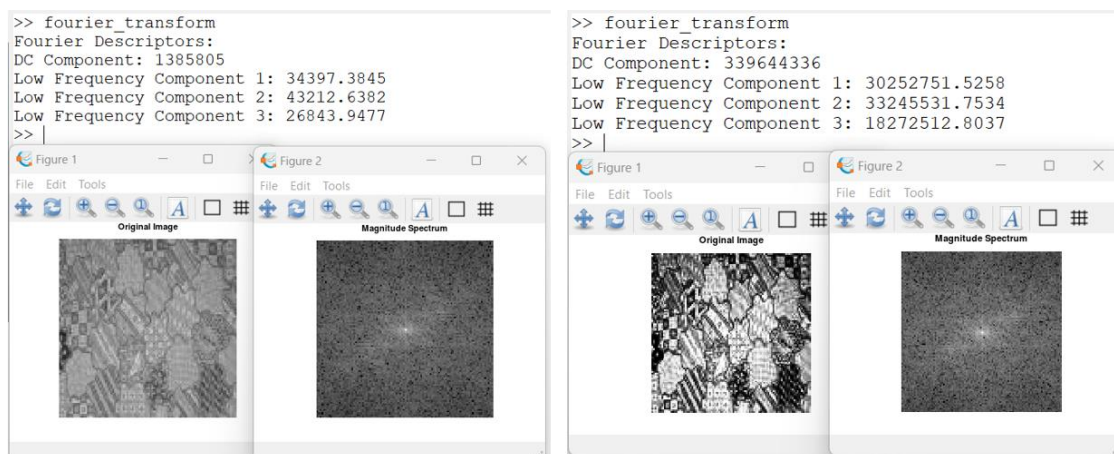 >> fourier_transform
Fourier Descriptors:
DC Component: 1385805
Low Frequency Component 1: 34397.3845
Low Frequency Component 2: 43212.6382
Low Frequency Component 3: 26843.9477
>>
Figure 1
File Edit Tools
A
Original Image
Figure 2
File Edit Tools
A
Magnitude Spectrum
>> fourier_transform
Fourier Descriptors:
DC Component: 339644336
Low Frequency Component 1: 30252751.5258
Low Frequency Component 2: 33245531.7534
Low Frequency Component 3: 18272512.8037
>>
Figure 1
File Edit Tools
A
Original Image
Figure 2
File Edit Tools
A
Magnitude Spectrum